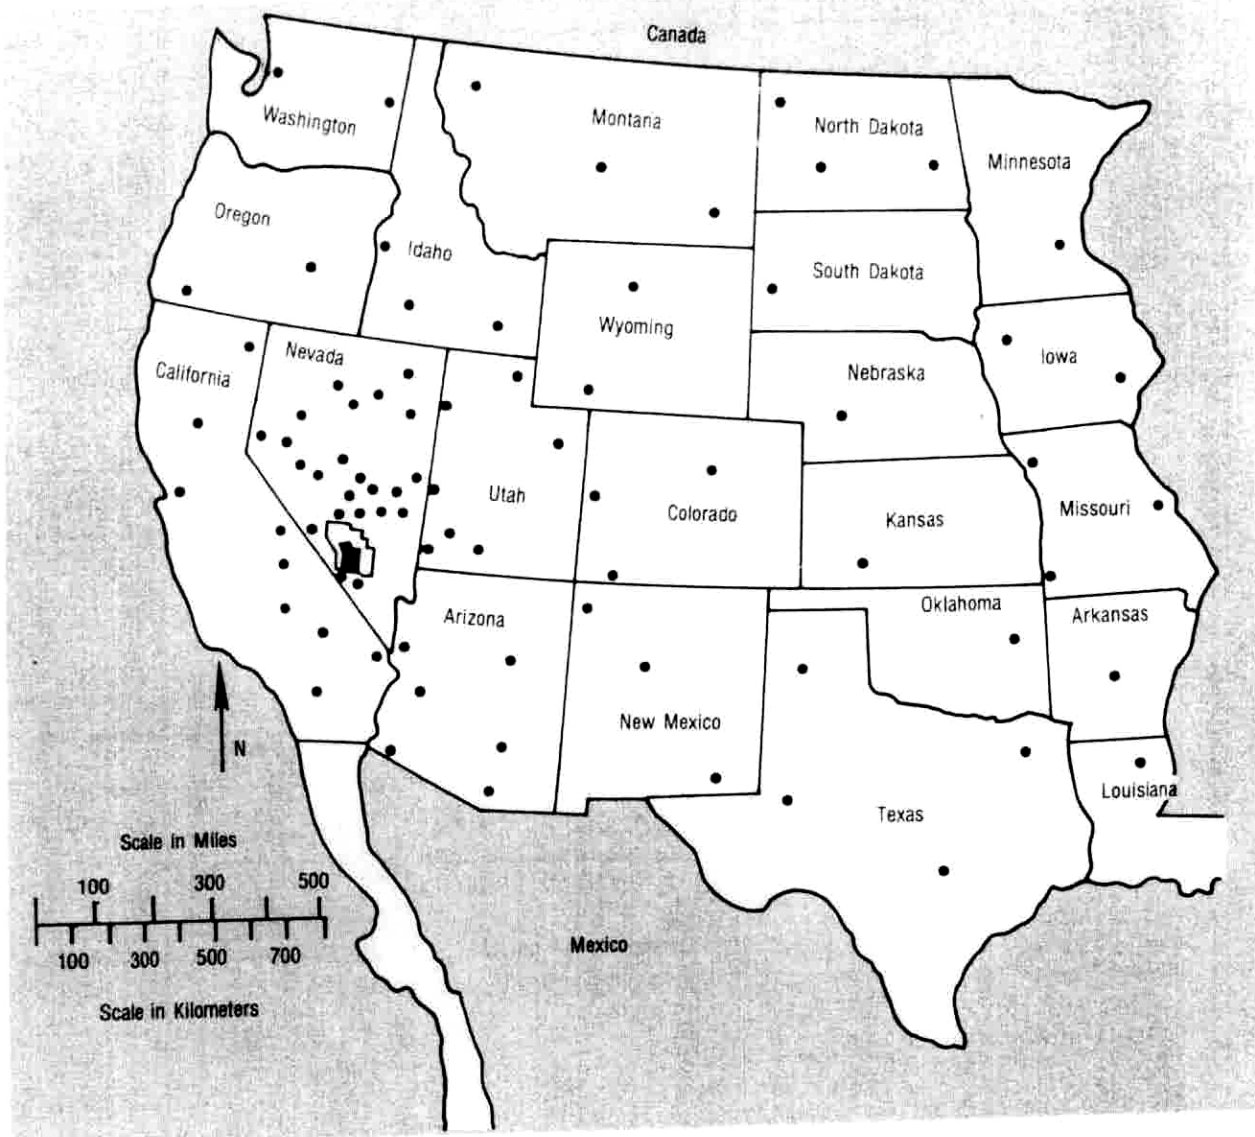 Canada
Washington
Montana
North Dakota
Minnesota
Oregon
Idaho
South Dakota
Wyoming
Nevada
California
Iowa
Nebraska
Utah
Colorado
Kansas
Missouri
Arizona
Oklahoma
Arkansas
New Mexico
N
Louisiana
Texas
Scale in Miles
100 300 500
Mexico
100 300 500 700
Scale in Kilometers